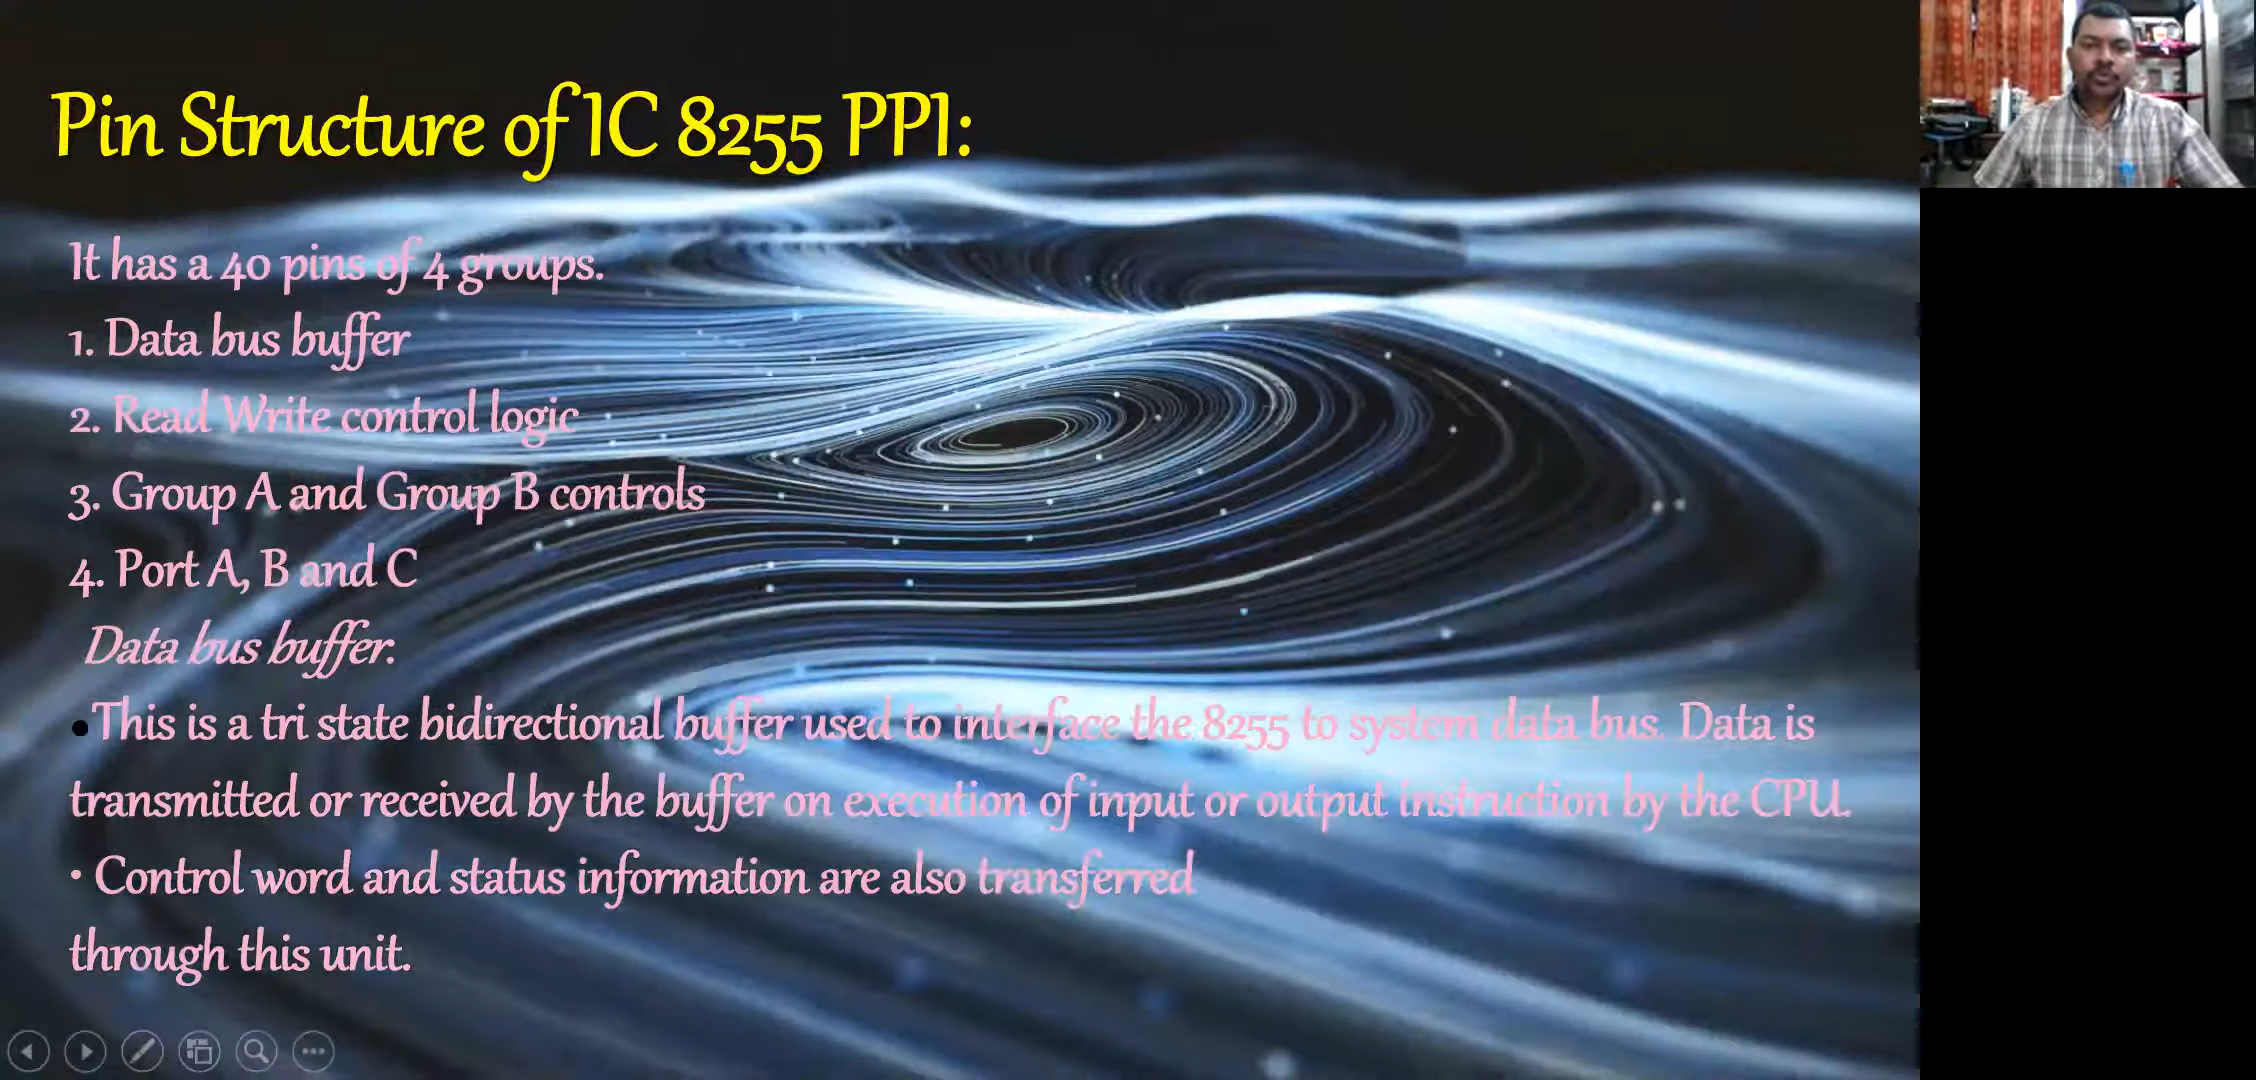 Pin Structure of IC 8255 PPI:
It has a 40 pins of 4 groups.
1. Data bus buffer
2. Read Write control logic
3. Group A and Group B controls
4. Port A, B and C
Data bus buffer:
•This is a tri state bidirectional buffer used to interface the 8255 to system data bus. Data is
transmitted or received by the buffer on execution of input or output instruction by the CPU.
• Control word and status information are also transferred
through this unit.